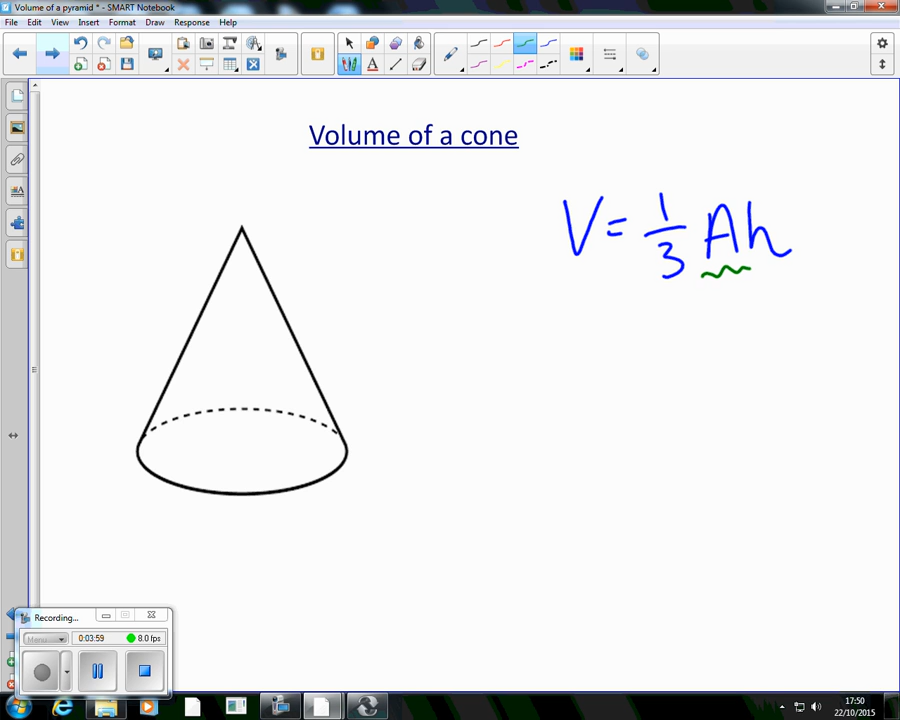 Volume of a pyramid * - SMART Notebook
File Edit View Insert Format Draw Response Help
Volume of a cone
V = 1/3 Ah
Recording...
Menu
0:03:59
8.0 fps
17:50
22/10/2015